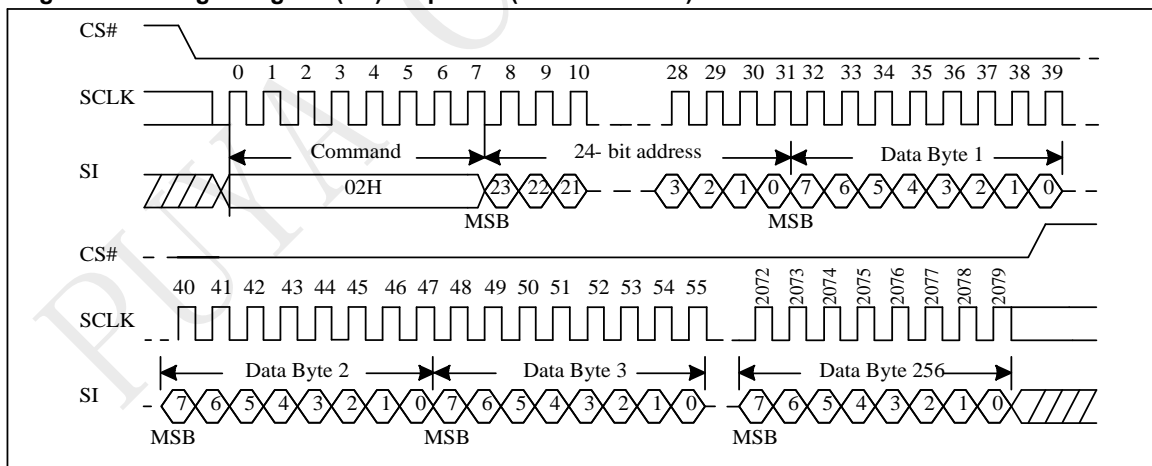 CS#
0 1 2 3 4 5 6 7 8 9 10 28 29 30 31 32 33 34 35 36 37 38 39
SCLK
Command 24- bit address Data Byte 1
SI
02H 23 22 21 3 2 1 0 7 6 5 4 3 2 1 0
MSB MSB
CS#
40 41 42 43 44 45 46 47 48 49 50 51 52 53 54 55 2072 2073 2074 2075 2076 2077 2078 2079
SCLK
Data Byte 2 Data Byte 3 Data Byte 256
SI
7 6 5 4 3 2 1 0 7 6 5 4 3 2 1 0 7 6 5 4 3 2 1 0
MSB MSB MSB
PUYA